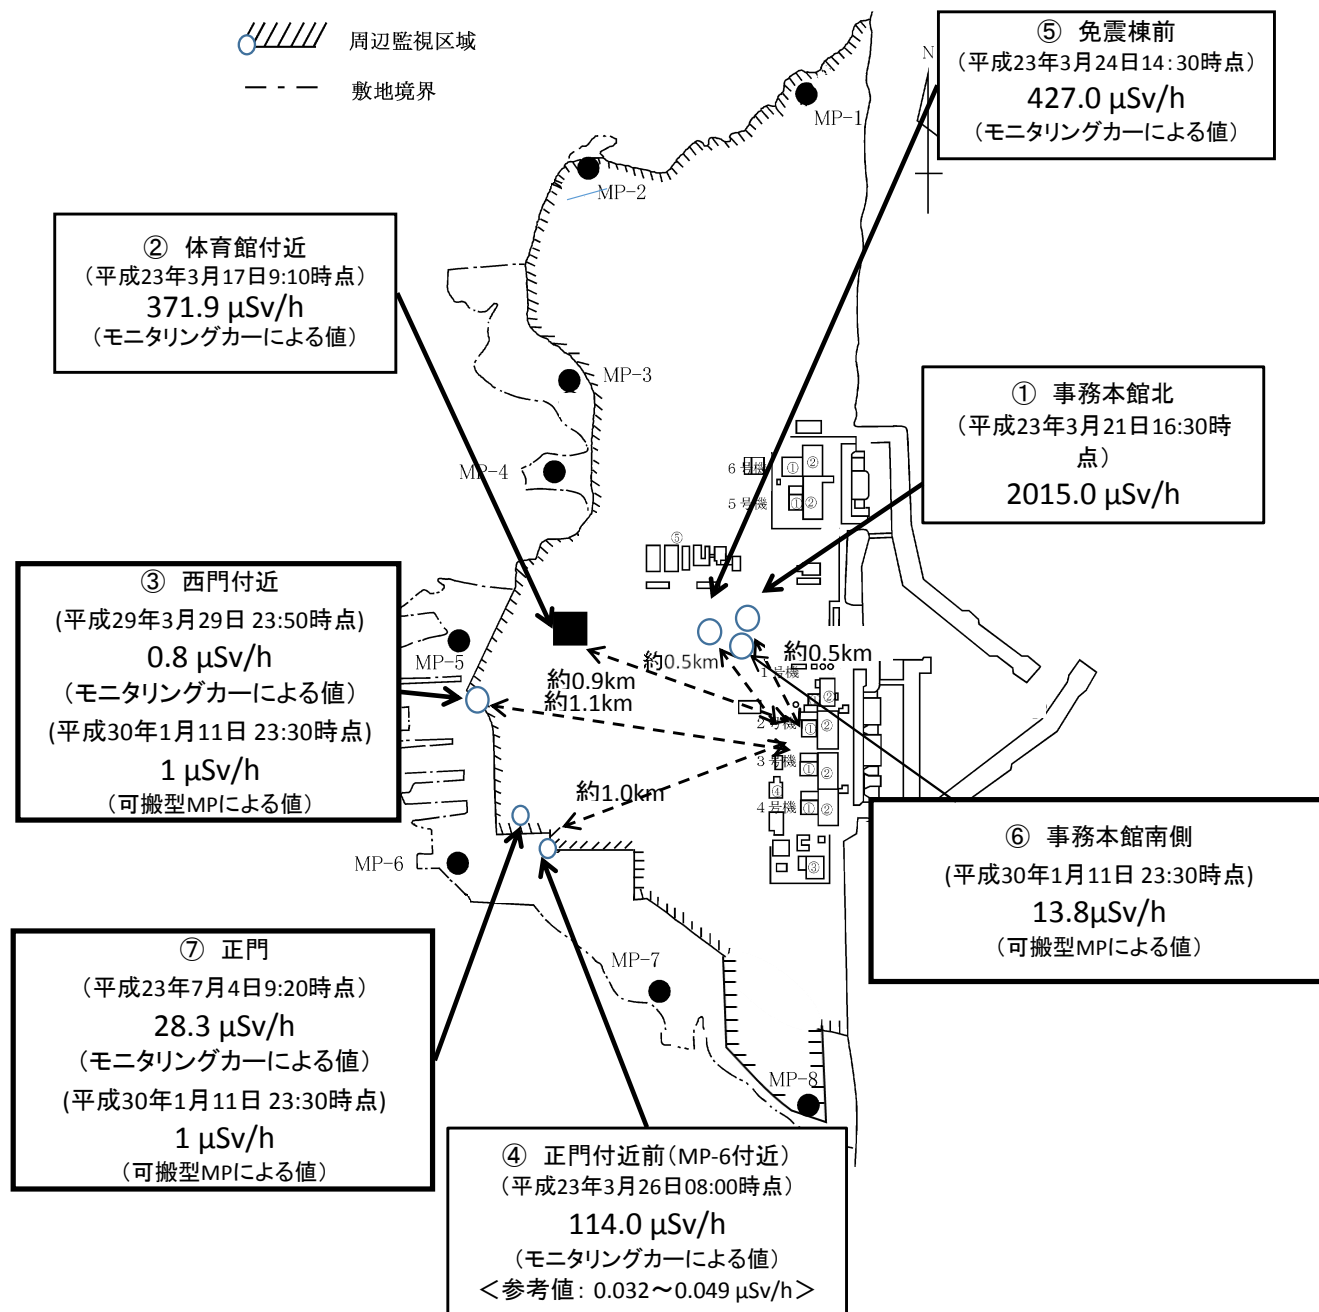 周辺監視区域
敷地境界
⑤ 免震棟前
(平成23年3月24日14:30時点)
427.0 μSv/h
(モニタリングカーによる値)
N
MP-1
MP-2
② 体育館付近
(平成23年3月17日9:10時点)
371.9 μSv/h
(モニタリングカーによる値)
MP-3
① 事務本館北
(平成23年3月21日16:30時
点)
2015.0 μSv/h
MP-4
6号機
① ②
5号機
① ②
⑤
③ 西門付近
(平成29年3月29日 23:50時点)
0.8 μSv/h
(モニタリングカーによる値)
(平成30年1月11日 23:30時点)
1 μSv/h
(可搬型MPによる値)
MP-5
約0.5km
約0.5km
約0.9km
約1.1km
1号機
②
2号機
① ②
3号機
① ②
④
4号機
① ②
③
約1.0km
MP-6
⑥ 事務本館南側
(平成30年1月11日 23:30時点)
13.8μSv/h
(可搬型MPによる値)
⑦ 正門
(平成23年7月4日9:20時点)
28.3 μSv/h
(モニタリングカーによる値)
(平成30年1月11日 23:30時点)
1 μSv/h
(可搬型MPによる値)
MP-7
MP-8
④ 正門付近前(MP-6付近)
(平成23年3月26日08:00時点)
114.0 μSv/h
(モニタリングカーによる値)
<参考値: 0.032~0.049 μSv/h>